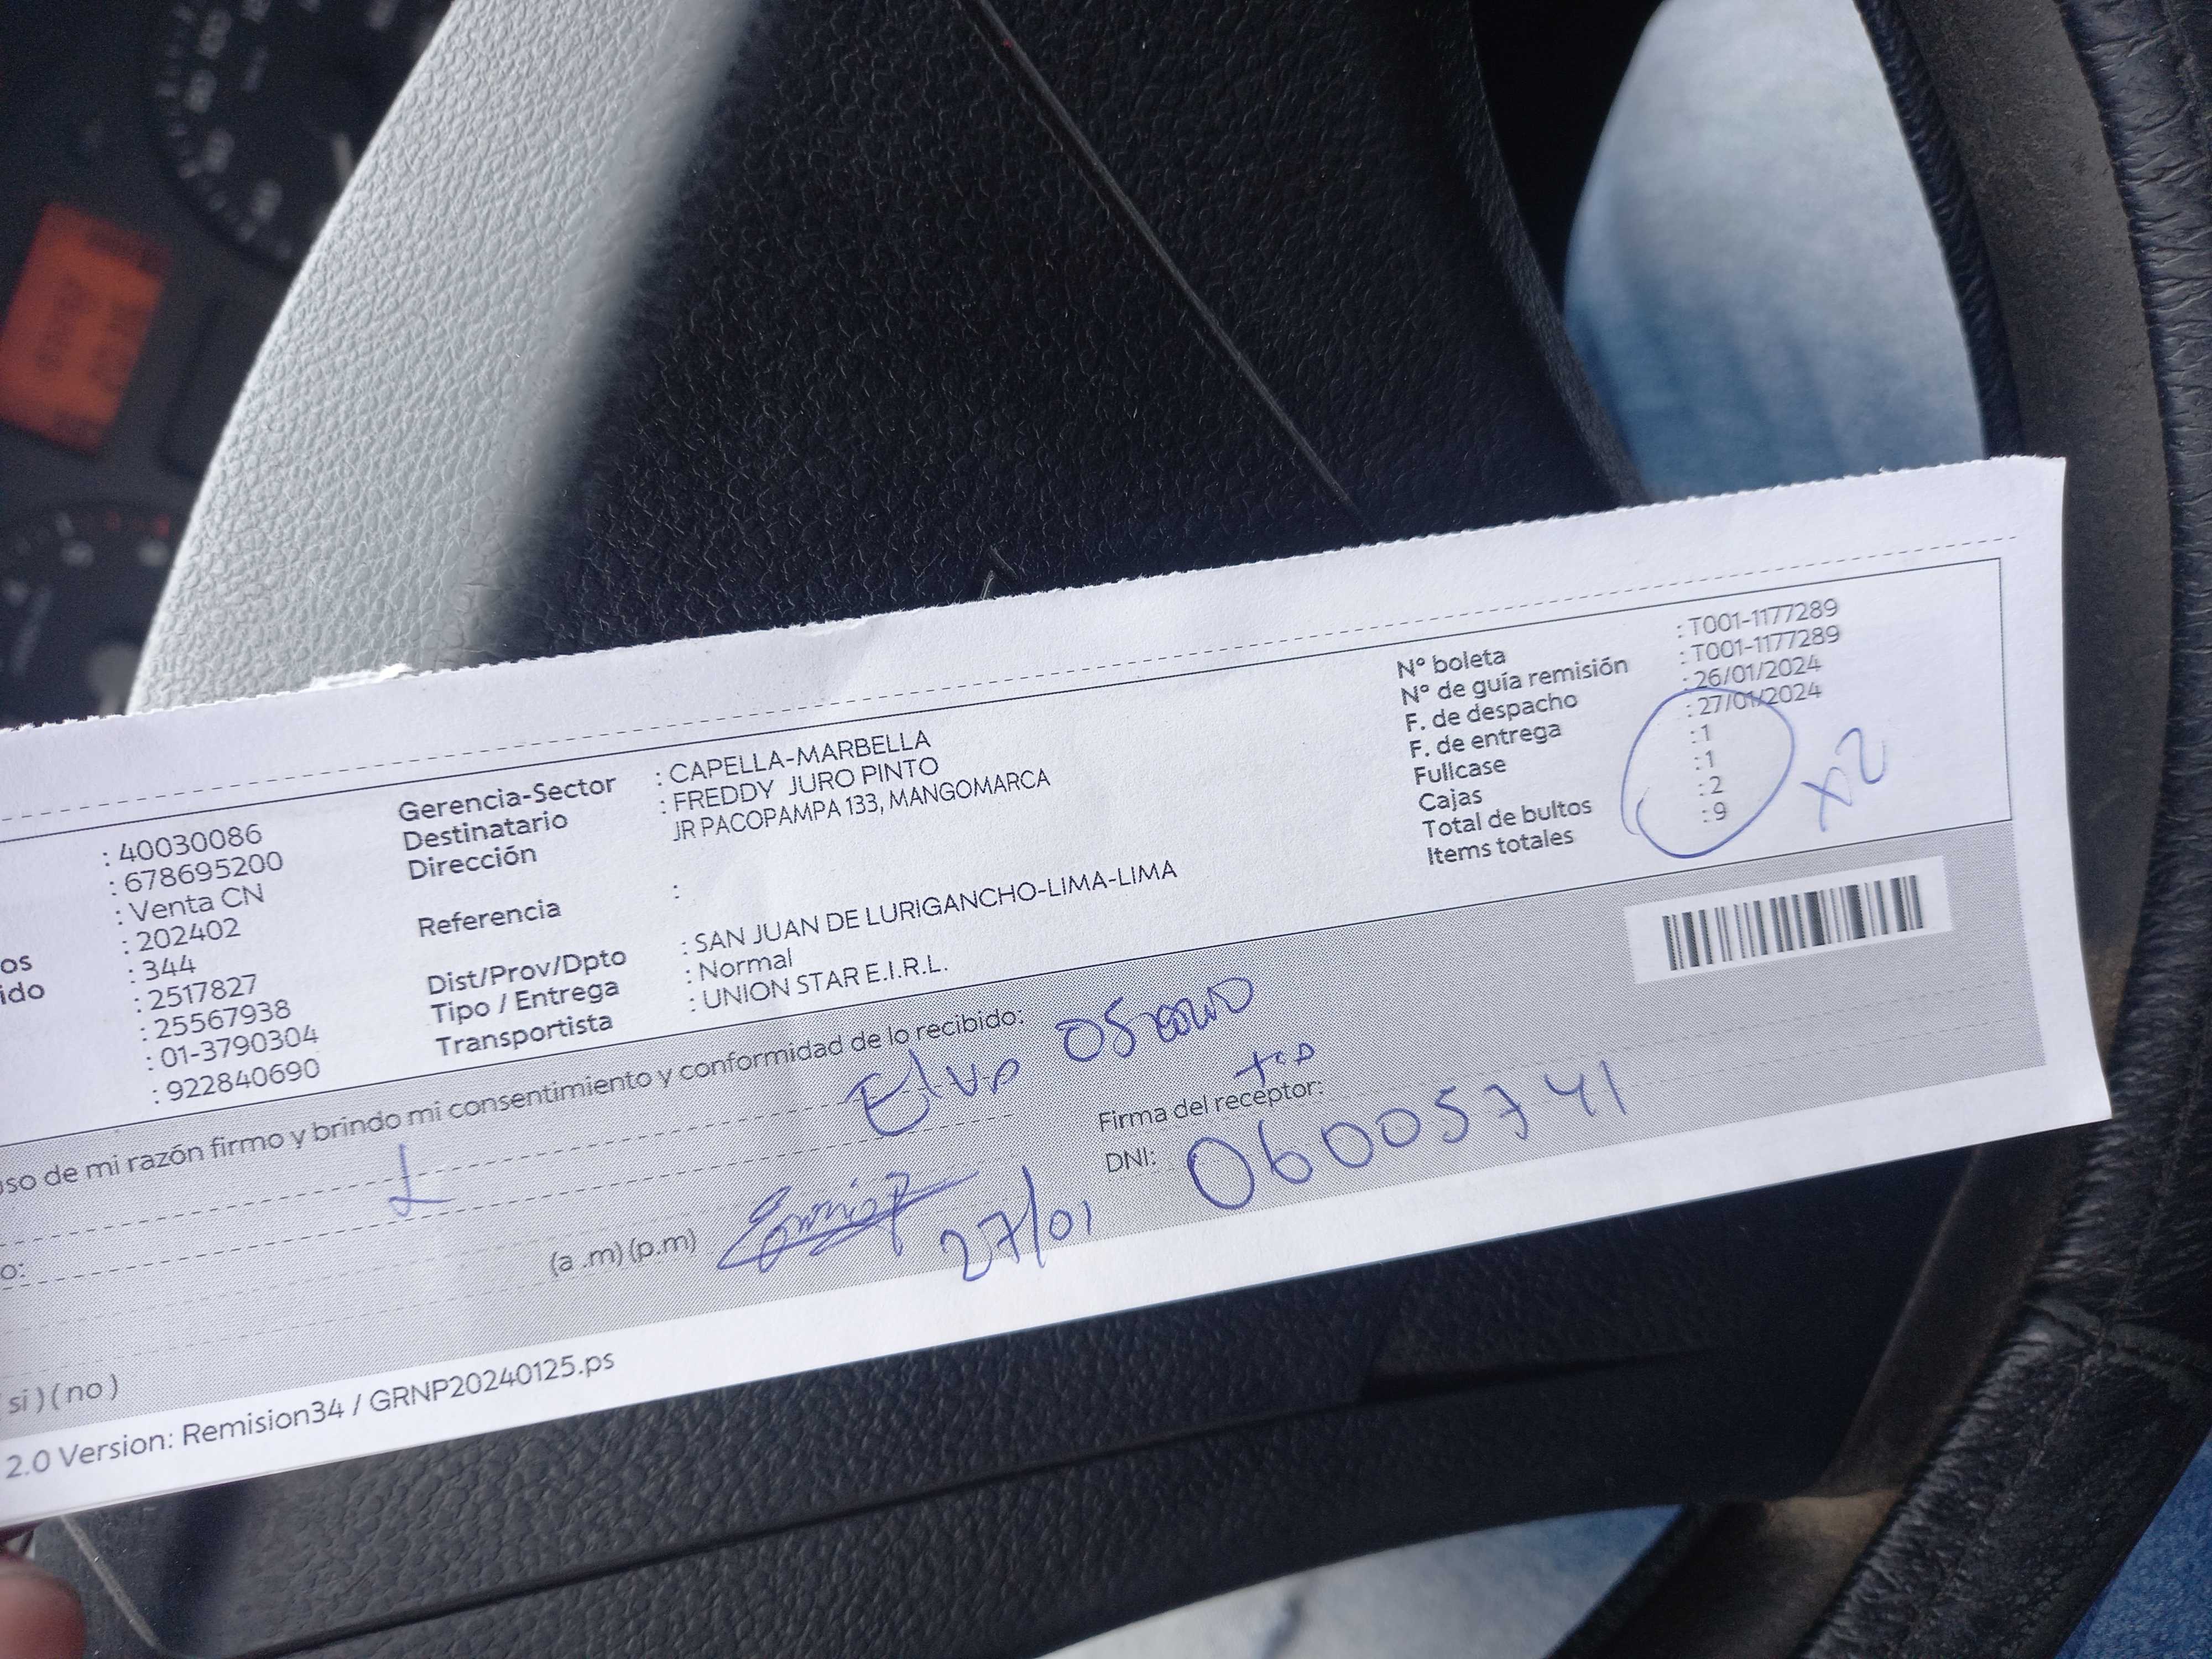 : 40030086
: 678695200
: Venta CN
: 202402
os : 344
ido : 2517827
: 25567938
: 01-3790304
: 922840690
Gerencia-Sector : CAPELLA-MARBELLA
Destinatario : FREDDY JURO PINTO
Dirección JR PACOPAMPA 133, MANGOMARCA
Referencia :
Dist/Prov/Dpto : SAN JUAN DE LURIGANCHO-LIMA-LIMA
Tipo / Entrega : Normal
Transportista : UNION STAR E.I.R.L.
N° boleta : T001-1177289
N° de guía remisión : T001-1177289
F. de despacho : 26/01/2024
F. de entrega : 27/01/2024
Fullcase : 1
Cajas : 1
Total de bultos : 2
Items totales : 9
x2
uso de mi razón firmo y brindo mi consentimiento y conformidad de lo recibido:
Firma del receptor:
DNI: 06005741
o:
(a .m) (p.m)
27/01
si ) ( no )
2.0 Version: Remision34 / GRNP20240125.ps